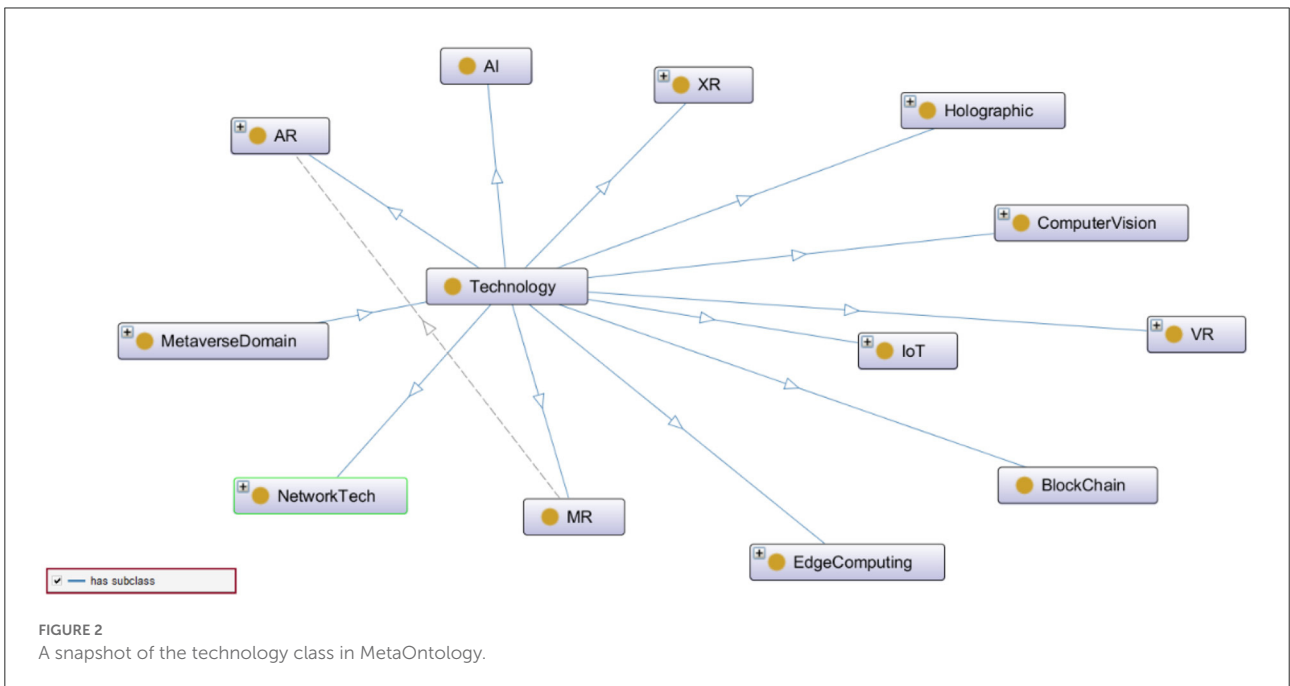 AI
XR
Holographic
AR
ComputerVision
Technology
MetaverseDomain
VR
IoT
NetworkTech
MR
BlockChain
EdgeComputing
has subclass
FIGURE 2
A snapshot of the technology class in MetaOntology.